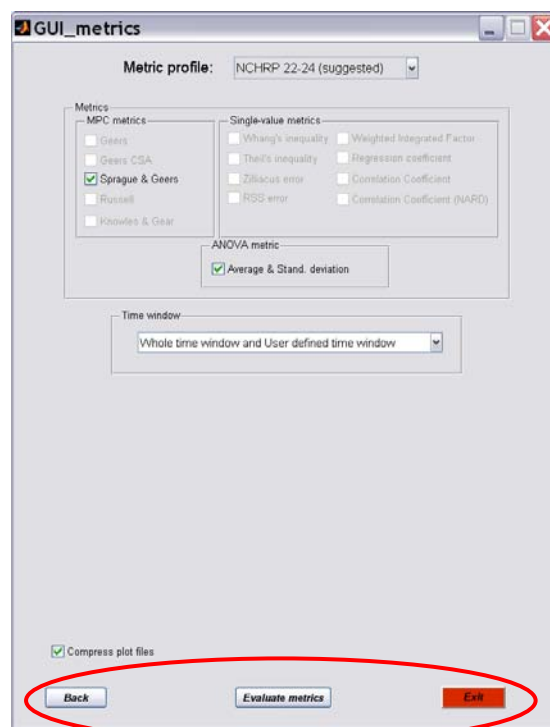 GUI_metrics
Metric profile: NCHRP 22-24 (suggested)
Metrics
MPC metrics
Geers
Geers CSA
Sprague & Geers
Russell
Knowles & Gear
Single-value metrics
Whang's inequality
Theil's inequality
Zilliacus error
RSS error
Weighted Integrated Factor
Regression coefficient
Correlation Coefficient
Correlation Coefficient (NARD)
ANOVA metric
Average & Stand. deviation
Time window
Whole time window and User defined time window
Compress plot files
Back
Evaluate metrics
Exit